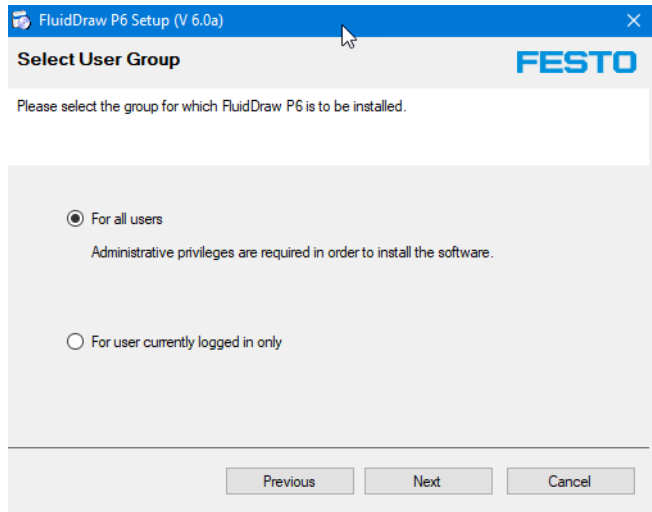 FluidDraw P6 Setup (V 6.0a)
Select User Group
FESTO
Please select the group for which FluidDraw P6 is to be installed.
For all users
Administrative privileges are required in order to install the software.
For user currently logged in only
Previous
Next
Cancel